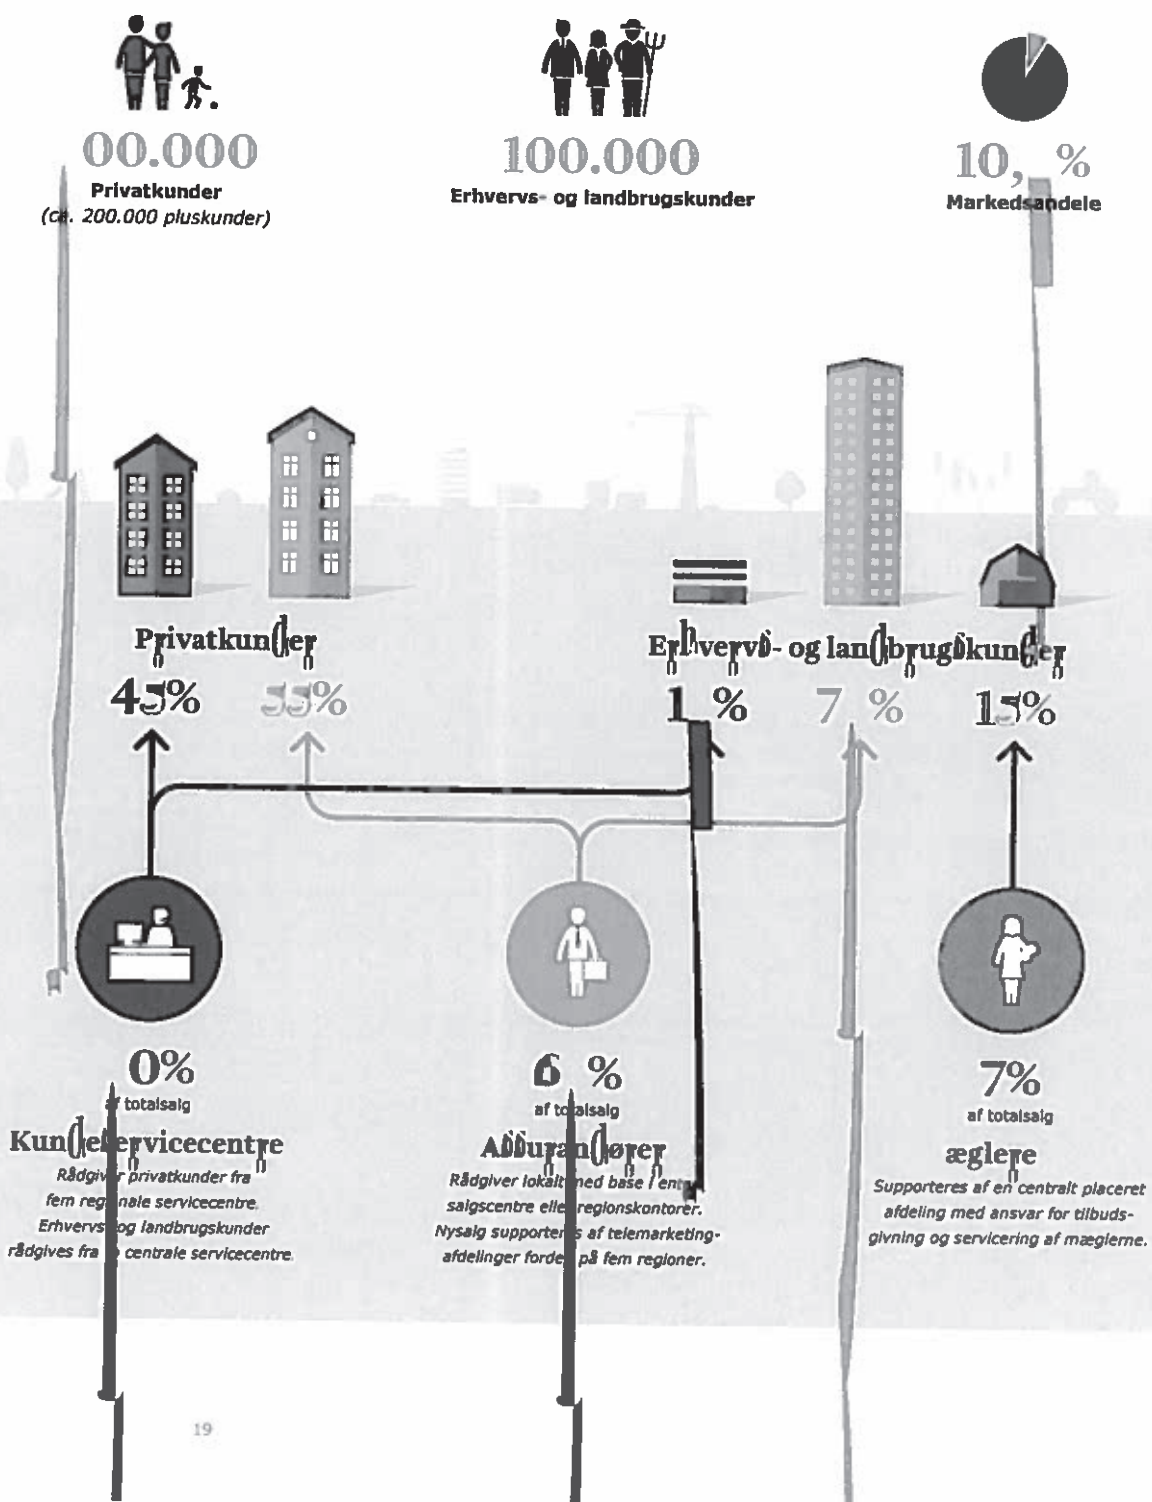 00.000
Privatkunder
(ca. 200.000 pluskunder)
100.000
Erhvervs- og landbrugskunder
10, %
Markedsandele
Privatkunder
45% 55%
Erhvervs- og landbrugskunder
1 % 7 % 15%
0%
af totalsalg
Kundeservicecentre
Rådgiver privatkunder fra
fem regionale servicecentre.
Erhvervs- og landbrugskunder
rådgives fra centrale servicecentre.
6 %
af totalsalg
Assurandører
Rådgiver lokalt med base i
salgscentre eller regionskontorer.
Nysalg supporteres af telemarketing-
afdelinger fordelt på fem regioner.
7%
af totalsalg
æglere
Supporteres af en centralt placeret
afdeling med ansvar for tilbuds-
givning og servicering af mæglerne.
19